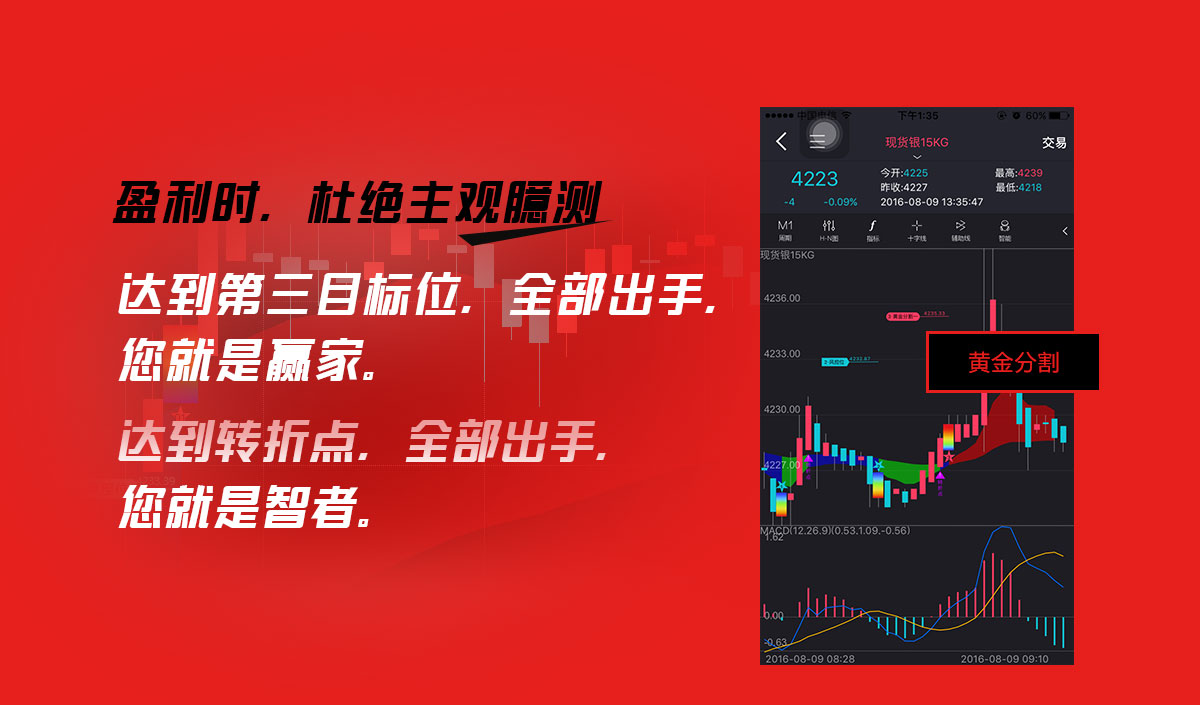 盈利时，杜绝主观臆测
达到第三目标位，全部出手，
您就是赢家。
达到转折点，全部出手，
您就是智者。
中国电信 下午1:35 60%
现货银15KG 交易
4223
-4 -0.09%
今开:4225 最高:4239
昨收:4227 最低:4218
2016-08-09 13:35:47
M1 周期
H-N图
指标
十字线
辅助线
智能
现货银15KG
4236.00
4233.00
4230.00
4227.00
黄金分割
MACD(12.26.9)(0.53,1.09,-0.56)
1.62
0.00
-0.63
2016-08-09 08:28 2016-08-09 09:10